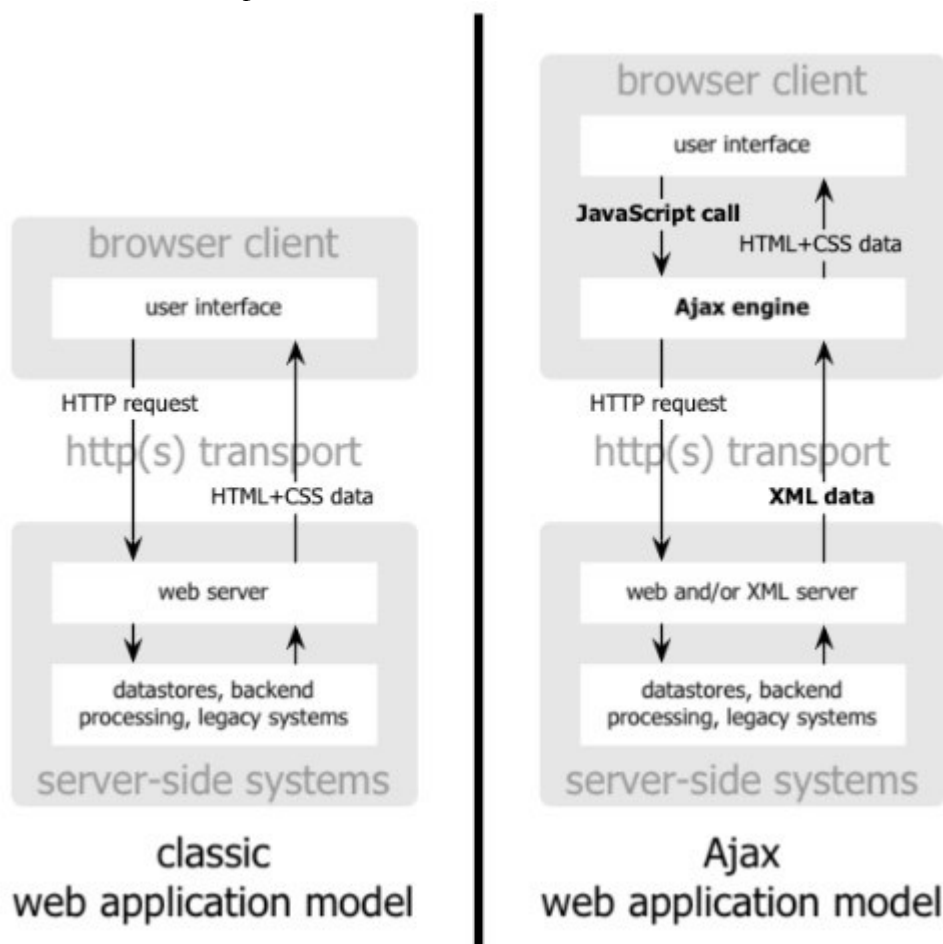 browser client
user interface
HTTP request
http(s) transport
HTML+CSS data
web server
datastores, backend
processing, legacy systems
server-side systems
classic
web application model
browser client
user interface
JavaScript call
HTML+CSS data
Ajax engine
HTTP request
http(s) transport
XML data
web and/or XML server
datastores, backend
processing, legacy systems
server-side systems
Ajax
web application model